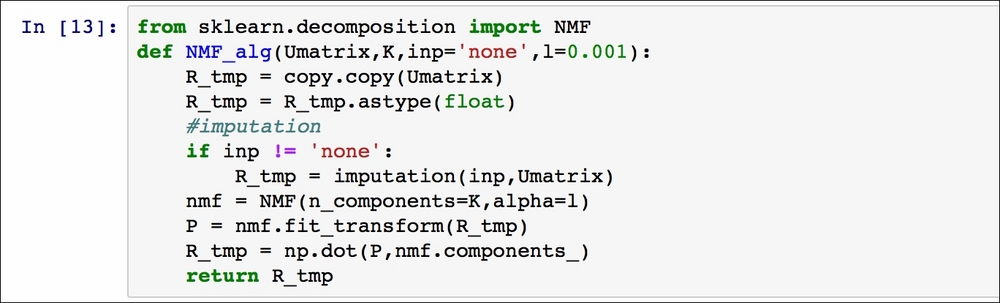 In [13]: from sklearn.decomposition import NMF
def NMF_alg(Umatrix,K,inp='none',l=0.001):
    R_tmp = copy.copy(Umatrix)
    R_tmp = R_tmp.astype(float)
    #imputation
    if inp != 'none':
        R_tmp = imputation(inp,Umatrix)
    nmf = NMF(n_components=K,alpha=l)
    P = nmf.fit_transform(R_tmp)
    R_tmp = np.dot(P,nmf.components_)
    return R_tmp